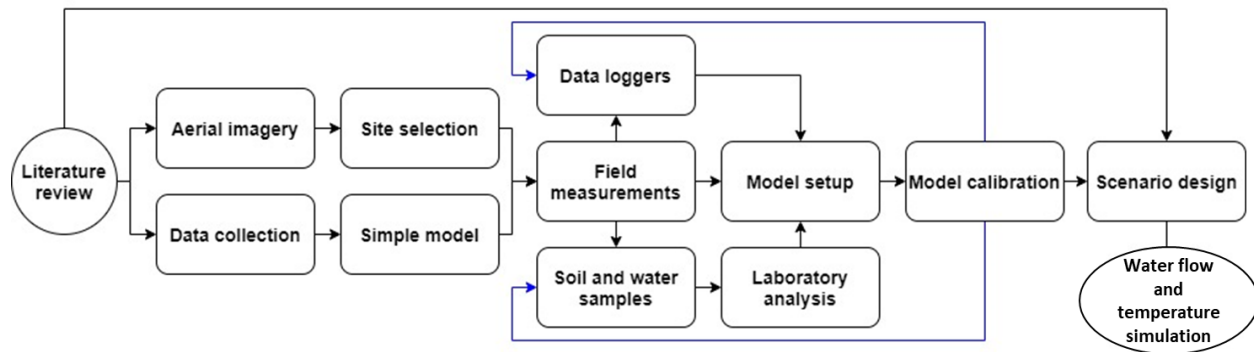 Literature
review
Aerial imagery
Site selection
Data collection
Simple model
Data loggers
Field
measurements
Soil and water
samples
Model setup
Laboratory
analysis
Model calibration
Scenario design
Water flow
and
temperature
simulation